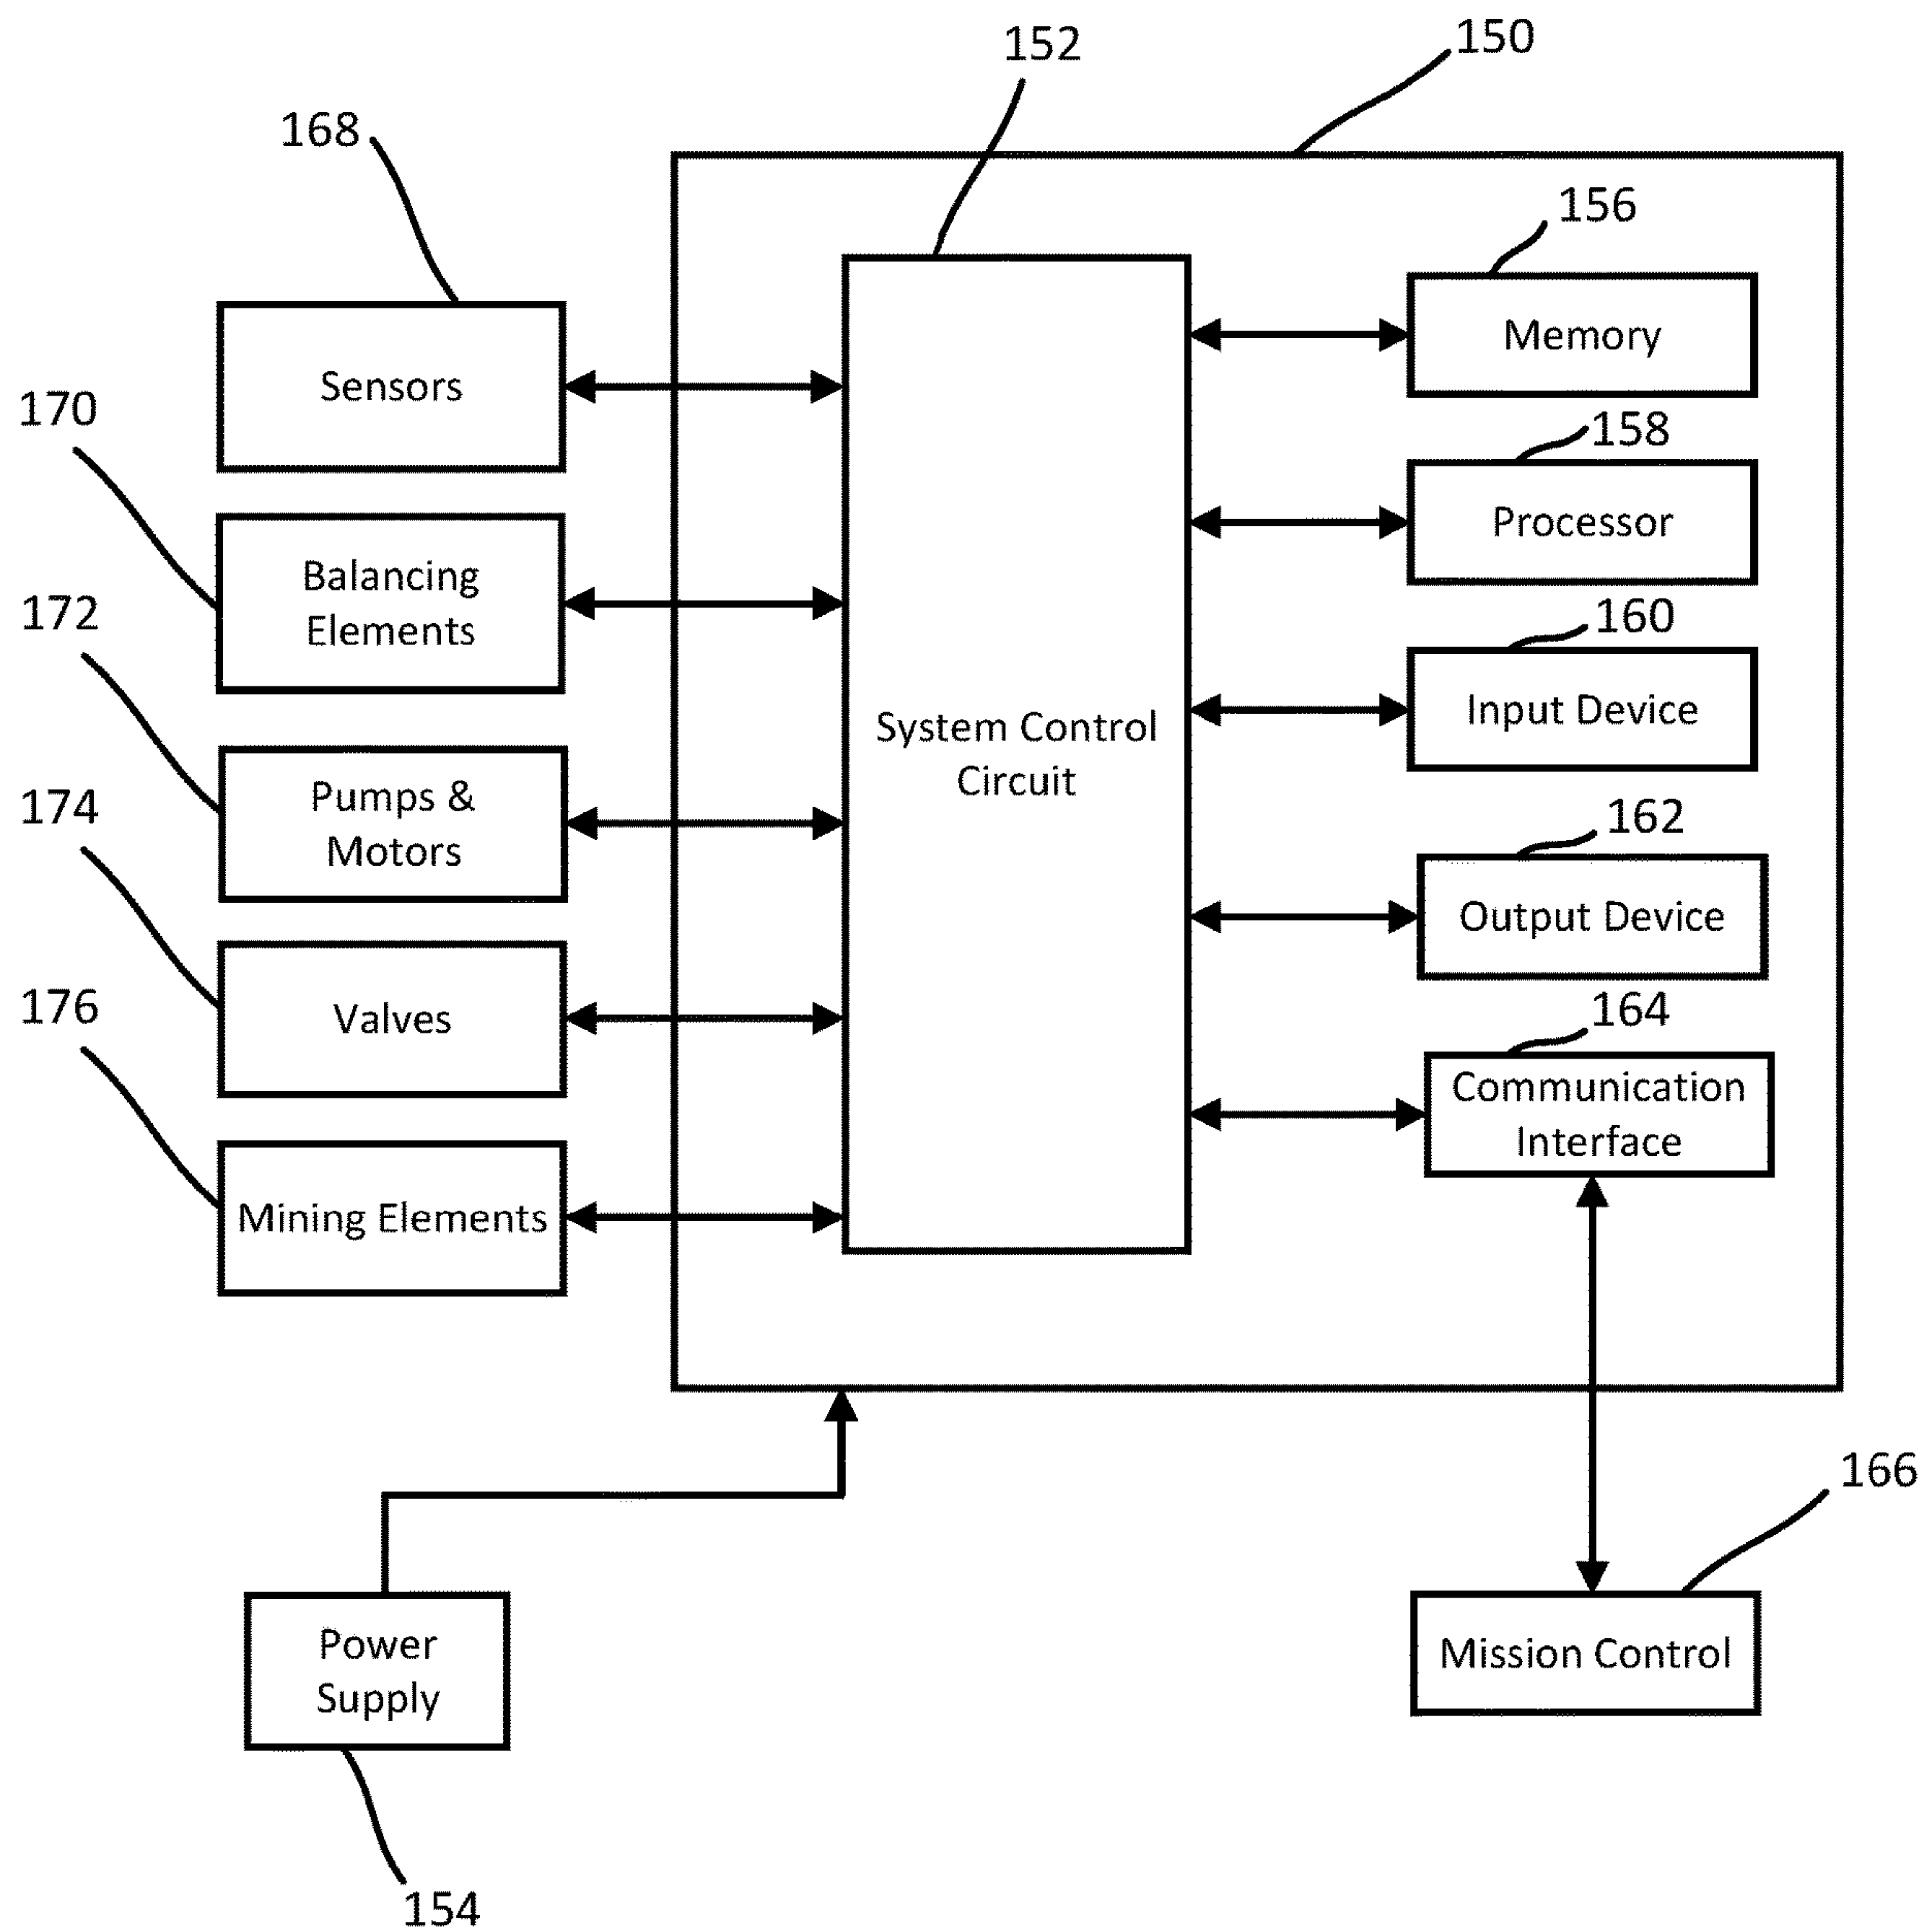 152
150
168
156
Memory
Sensors
170
158
Processor
Balancing
Elements
172
160
Input Device
System Control
Circuit
Pumps &
Motors
174
162
Output Device
176
Valves
164
Communication
Interface
Mining Elements
166
Power
Supply
Mission Control
154